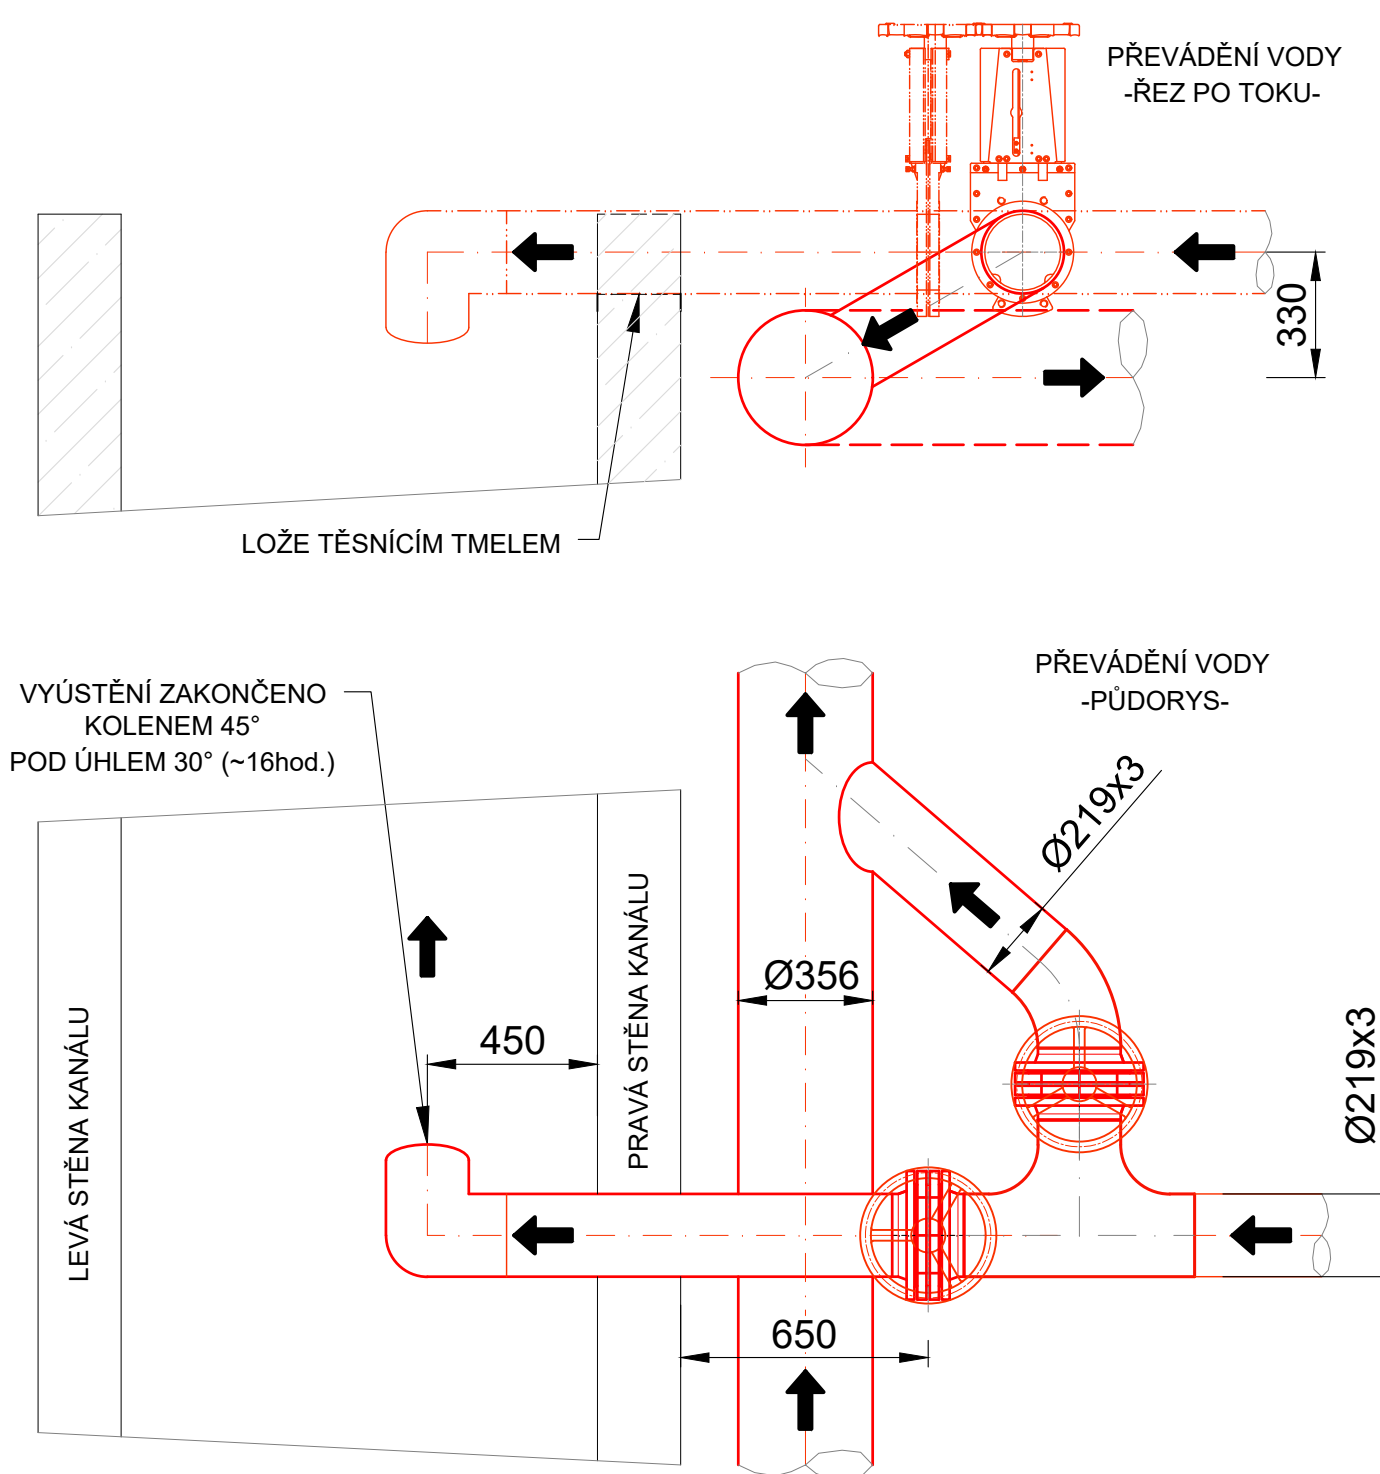 PŘEVÁDĚNÍ VODY
-ŘEZ PO TOKU-
330
LOŽE TĚSNÍCÍM TMELEM
PŘEVÁDĚNÍ VODY
-PŮDORYS-
VYÚSTĚNÍ ZAKONČENO
KOLENEM 45°
POD ÚHLEM 30° (~16hod.)
Ø219x3
Ø356
450
LEVÁ STĚNA KANÁLU
PRAVÁ STĚNA KANÁLU
Ø219x3
650